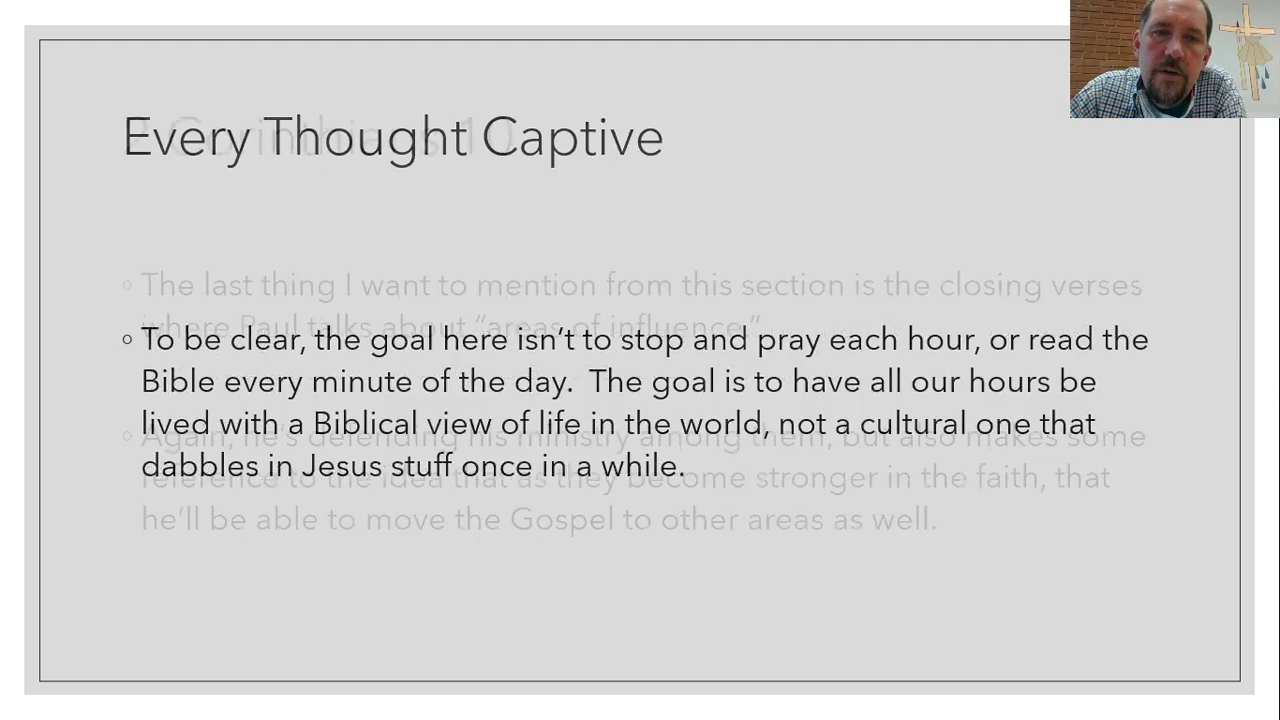 Every Thought Captive
2 Corinthians 10
The last thing I want to mention from this section is the closing verses
where Paul talks about “areas of influence.”
◦ To be clear, the goal here isn’t to stop and pray each hour, or read the
Bible every minute of the day.  The goal is to have all our hours be
lived with a Biblical view of life in the world, not a cultural one that
dabbles in Jesus stuff once in a while.
◦ Again, he’s defending his ministry among them, but also makes some
reference to the idea that as they become stronger in the faith, that
he’ll be able to move the Gospel to other areas as well.